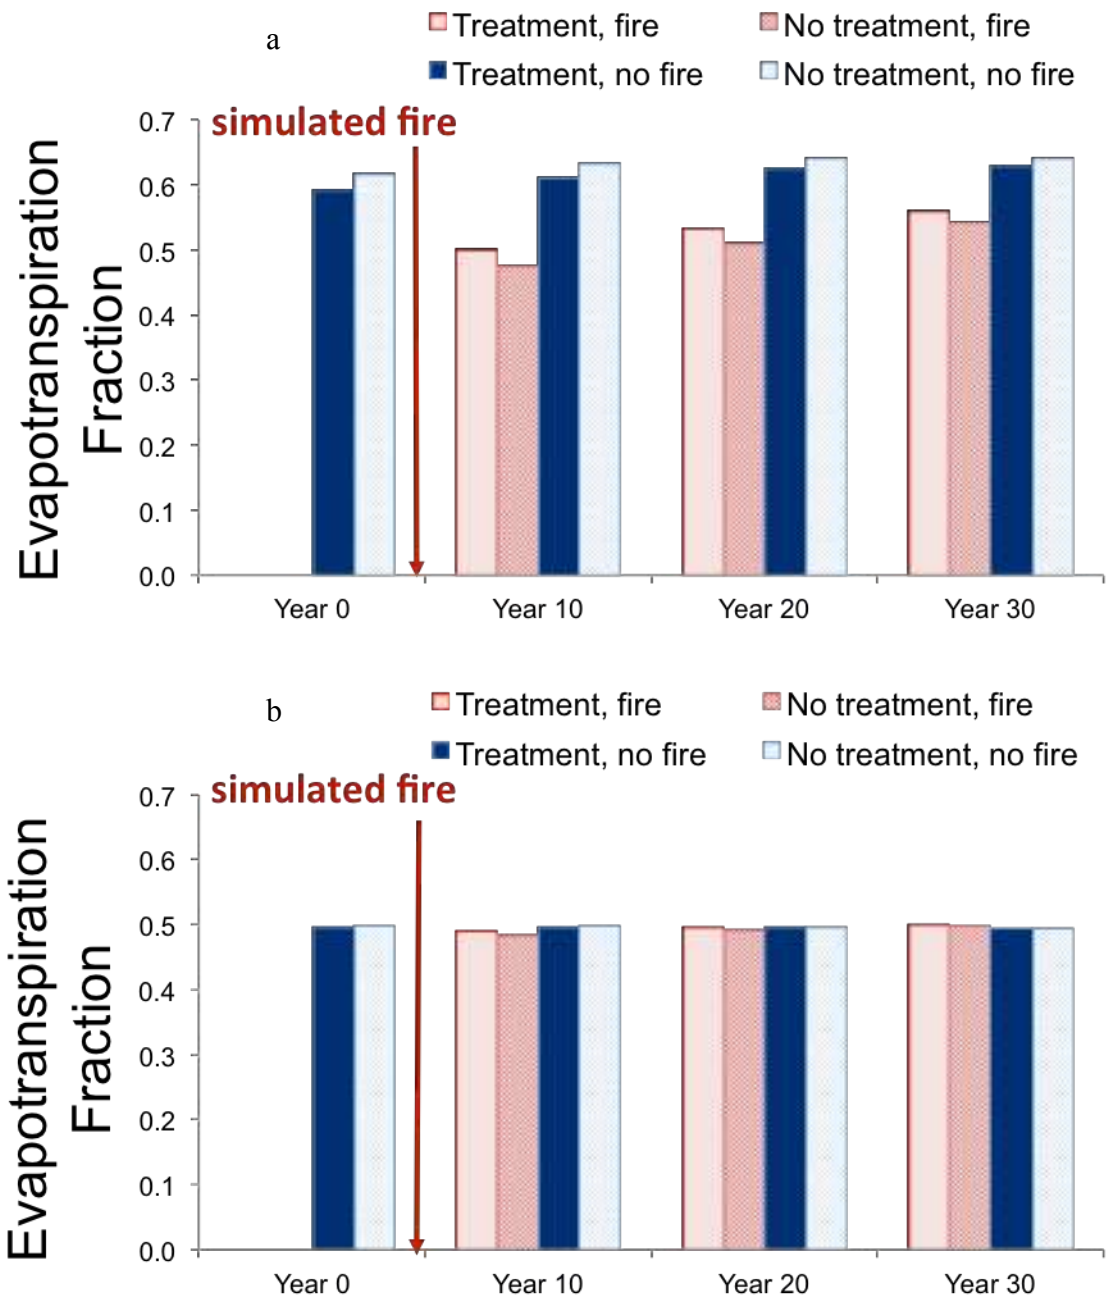 a
Treatment, fire
No treatment, fire
Treatment, no fire
No treatment, no fire
simulated fire
Evapotranspiration
Fraction
0.7
0.6
0.5
0.4
0.3
0.2
0.1
0.0
Year 0
Year 10
Year 20
Year 30
b
Treatment, fire
No treatment, fire
Treatment, no fire
No treatment, no fire
simulated fire
Evapotranspiration
Fraction
0.7
0.6
0.5
0.4
0.3
0.2
0.1
0.0
Year 0
Year 10
Year 20
Year 30